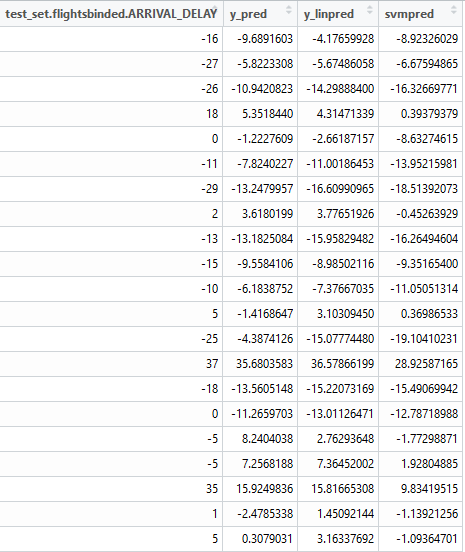 test_set.flightsbinded.ARRIVAL_DELAY y_pred y_linpred svmpred
-16 -9.6891603 -4.17659928 -8.92326029
-27 -5.8223308 -5.67486058 -6.67594865
-26 -10.9420823 -14.29888400 -16.32669771
18 5.3518440 4.31471339 0.39379379
0 -1.2227609 -2.66187157 -8.63274615
-11 -7.8240227 -11.00186453 -13.95215981
-29 -13.2479957 -16.60990965 -18.51392073
2 3.6180199 3.77651926 -0.45263929
-13 -13.1825084 -15.95829482 -16.26494604
-15 -9.5584106 -8.98502116 -9.35165400
-10 -6.1838752 -7.37667035 -11.05051314
5 -1.4168647 3.10309450 0.36986533
-25 -4.3874126 -15.07774480 -19.10410231
37 35.6803583 36.57866199 28.92587165
-18 -13.5605148 -15.22073169 -15.49069942
0 -11.2659703 -13.01126471 -12.78718988
-5 8.2404038 2.76293648 -1.77298871
-5 7.2568188 7.36452002 1.92804885
35 15.9249836 15.81665308 9.83419515
1 -2.4785338 1.45092144 -1.13921256
5 0.3079031 3.16337692 -1.09364701